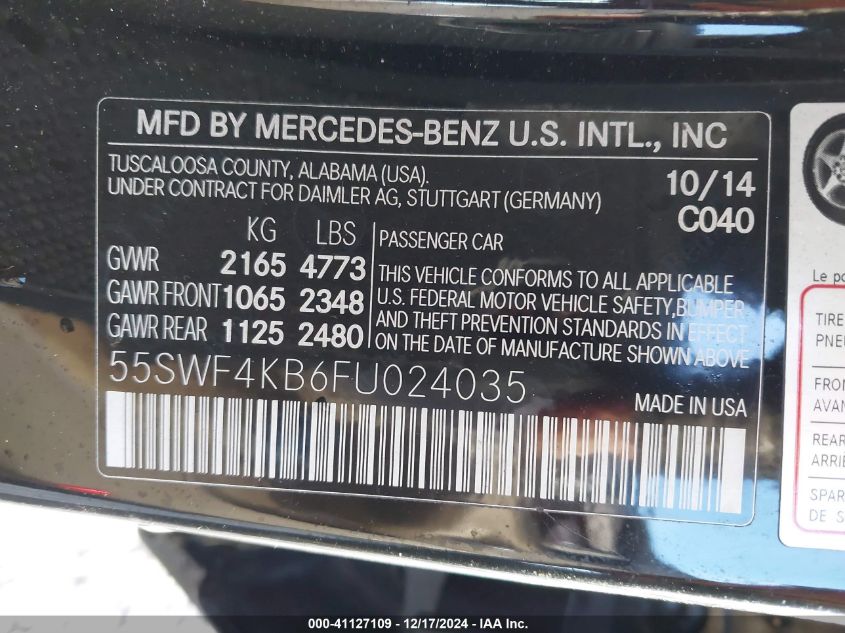 MFD BY MERCEDES-BENZ U.S. INTL., INC
TUSCALOOSA COUNTY, ALABAMA (USA).
UNDER CONTRACT FOR DAIMLER AG, STUTTGART (GERMANY)
10/14
C040
KG LBS
GVWR 2165 4773
GAWR FRONT 1065 2348
GAWR REAR 1125 2480
PASSENGER CAR
THIS VEHICLE CONFORMS TO ALL APPLICABLE
U.S. FEDERAL MOTOR VEHICLE SAFETY, BUMPER
AND THEFT PREVENTION STANDARDS IN EFFECT
ON THE DATE OF MANUFACTURE SHOWN ABOVE
55SWF4KB6FU024035
MADE IN USA
Le po
TIRE
PNEU
FRON
AVAN
REAR
ARRIE
SPAR
DE S
000-41127109 - 12/17/2024 - IAA Inc.